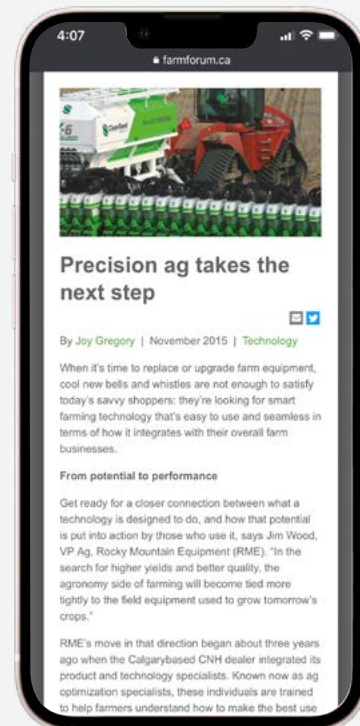 4:07
farmforum.ca
Precision ag takes the
next step
By Joy Gregory | November 2015 | Technology
When it's time to replace or upgrade farm equipment,
cool new bells and whistles are not enough to satisfy
today's savvy shoppers: they're looking for smart
farming technology that's easy to use and seamless in
terms of how it integrates with their overall farm
businesses.
From potential to performance
Get ready for a closer connection between what a
technology is designed to do, and how that potential
is put into action by those who use it, says Jim Wood,
VP Ag, Rocky Mountain Equipment (RME). "In the
search for higher yields and better quality, the
agronomy side of farming will become tied more
tightly to the field equipment used to grow tomorrow's
crops."
RME's move in that direction began about three years
ago when the Calgarybased CNH dealer integrated its
product and technology specialists. Known now as ag
optimization specialists, these individuals are trained
to help farmers understand how to make the best use